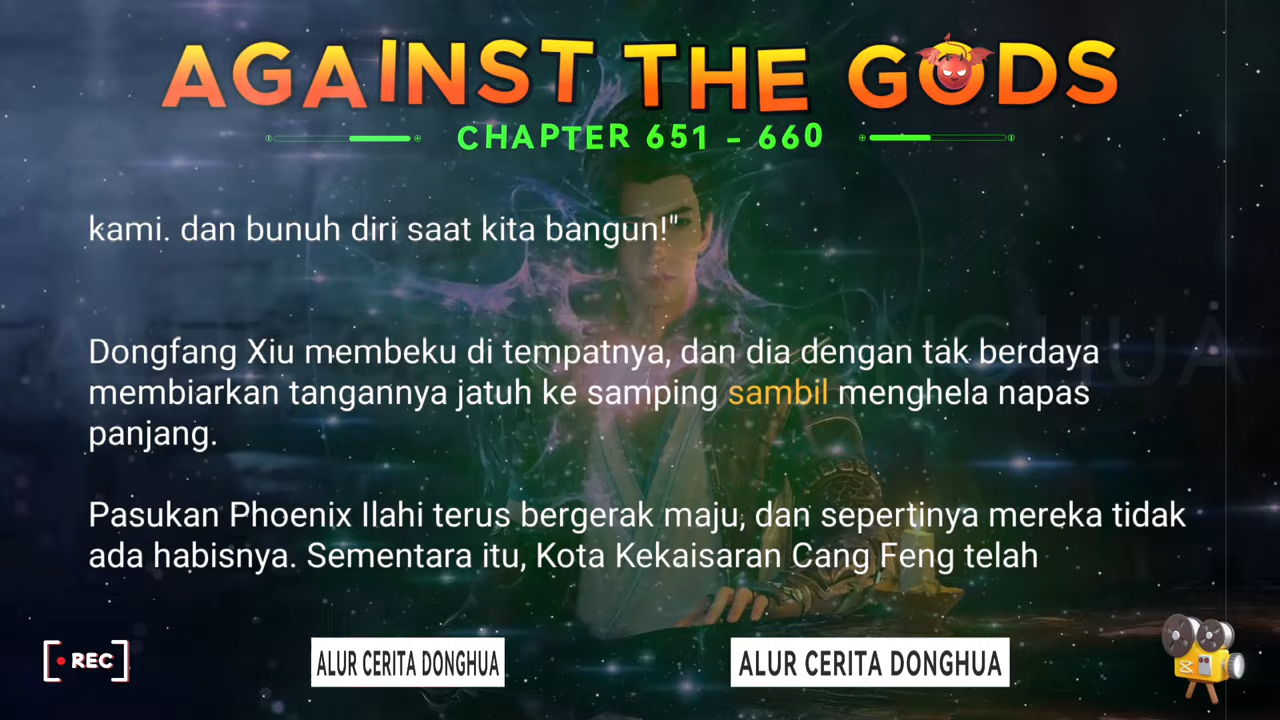 AGAINST THE GODS
CHAPTER 651 - 660
kami. dan bunuh diri saat kita bangun!"
Dongfang Xiu membeku di tempatnya, dan dia dengan tak berdaya
membiarkan tangannya jatuh ke samping sambil menghela napas
panjang.
Pasukan Phoenix Ilahi terus bergerak maju, dan sepertinya mereka tidak
ada habisnya. Sementara itu, Kota Kekaisaran Cang Feng telah
REC
ALUR CERITA DONGHUA
ALUR CERITA DONGHUA